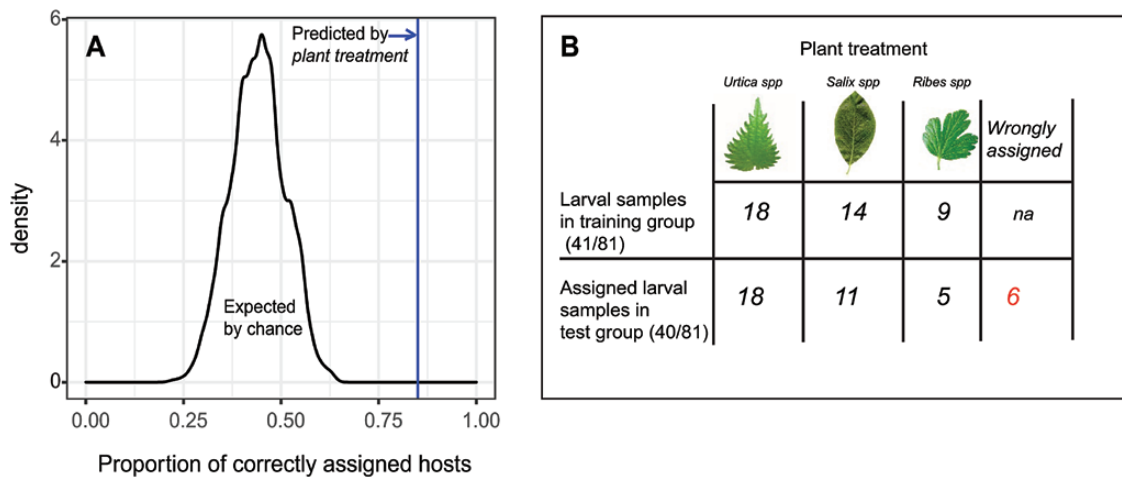 A
Predicted by
plant treatment
Expected
by chance
density
6
4
2
0
0.00 0.25 0.50 0.75 1.00
Proportion of correctly assigned hosts
B
Plant treatment
Urtica spp Salix spp Ribes spp
Wrongly
assigned
Larval samples
in training group
(41/81)
18 14 9 na
Assigned larval
samples in
test group (40/81)
18 11 5 6